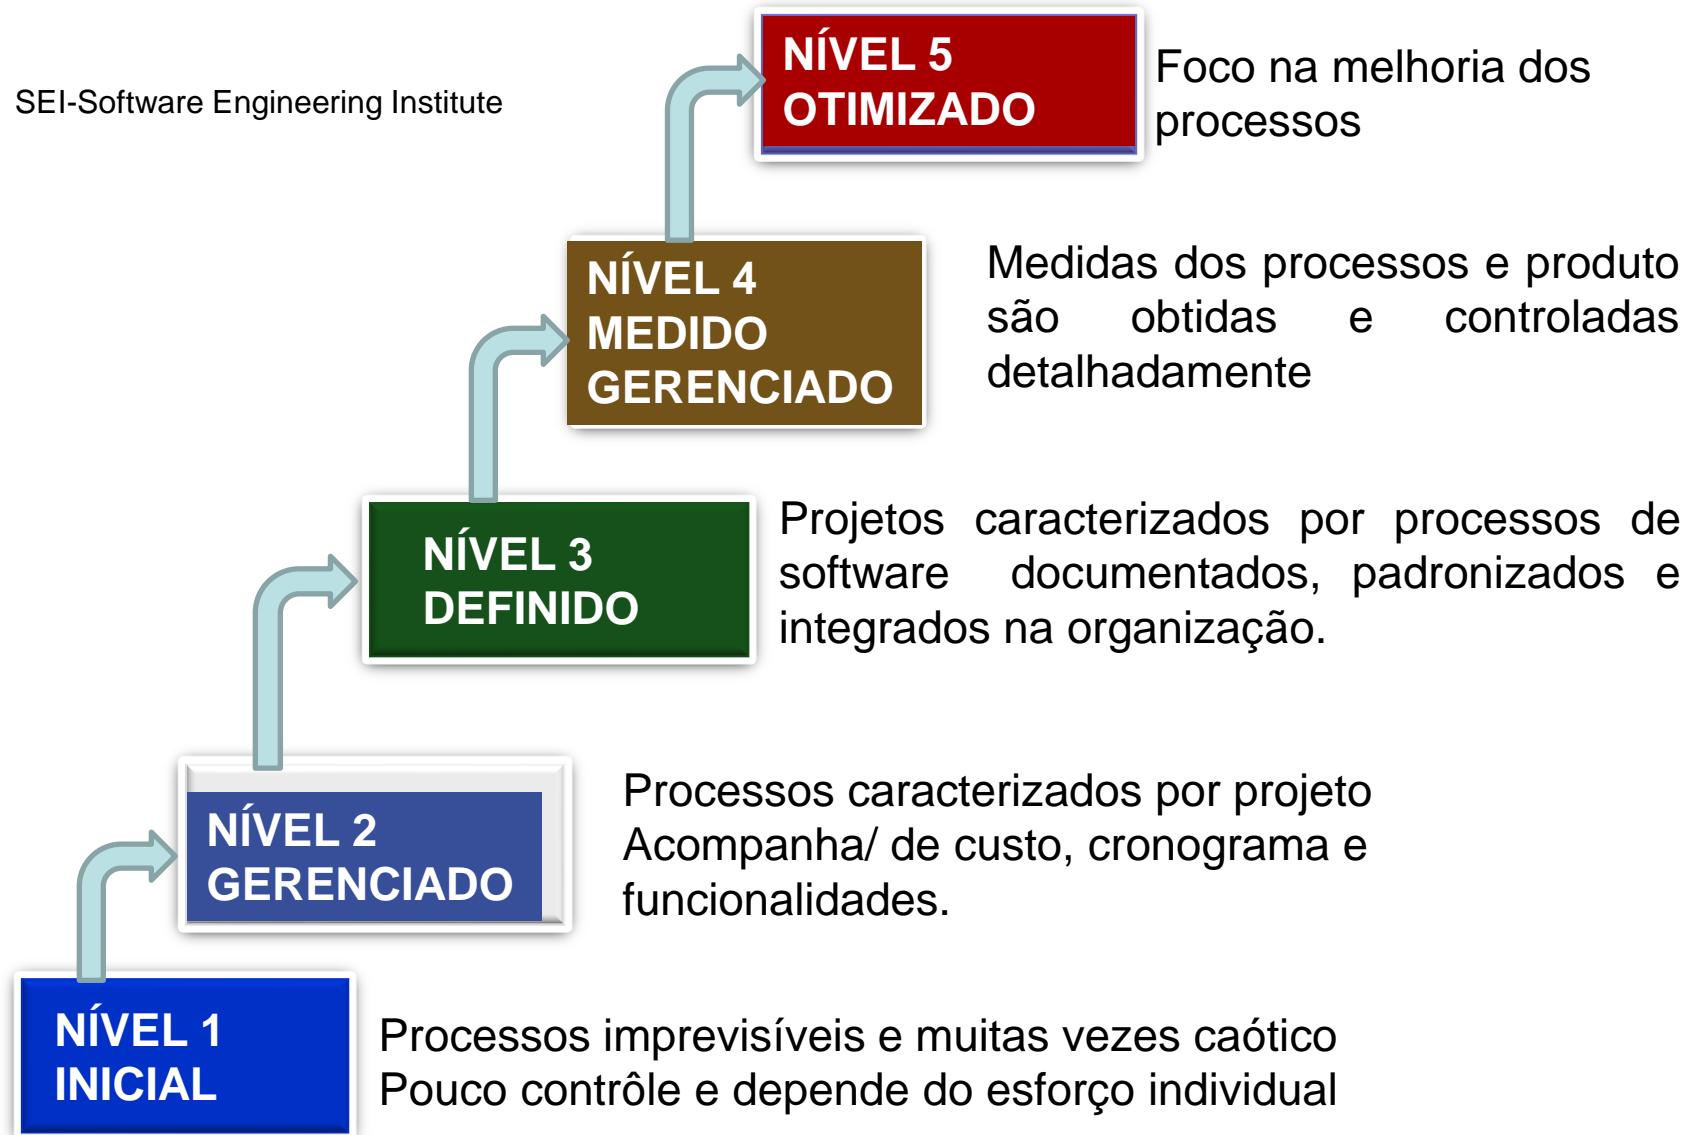 SEI-Software Engineering Institute
NÍVEL 5
OTIMIZADO
Foco na melhoria dos
processos
NÍVEL 4
MEDIDO
GERENCIADO
Medidas dos processos e produto
são obtidas e controladas
detalhadamente
NÍVEL 3
DEFINIDO
Projetos caracterizados por processos de
software documentados, padronizados e
integrados na organização.
NÍVEL 2
GERENCIADO
Processos caracterizados por projeto
Acompanha/ de custo, cronograma e
funcionalidades.
NÍVEL 1
INICIAL
Processos imprevisíveis e muitas vezes caótico
Pouco contrôle e depende do esforço individual